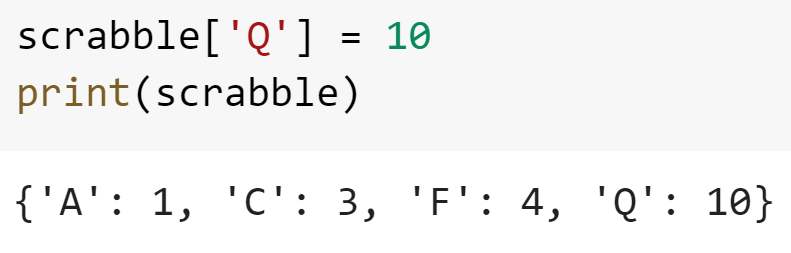 scrabble['Q'] = 10
print(scrabble)
{'A': 1, 'C': 3, 'F': 4, 'Q': 10}